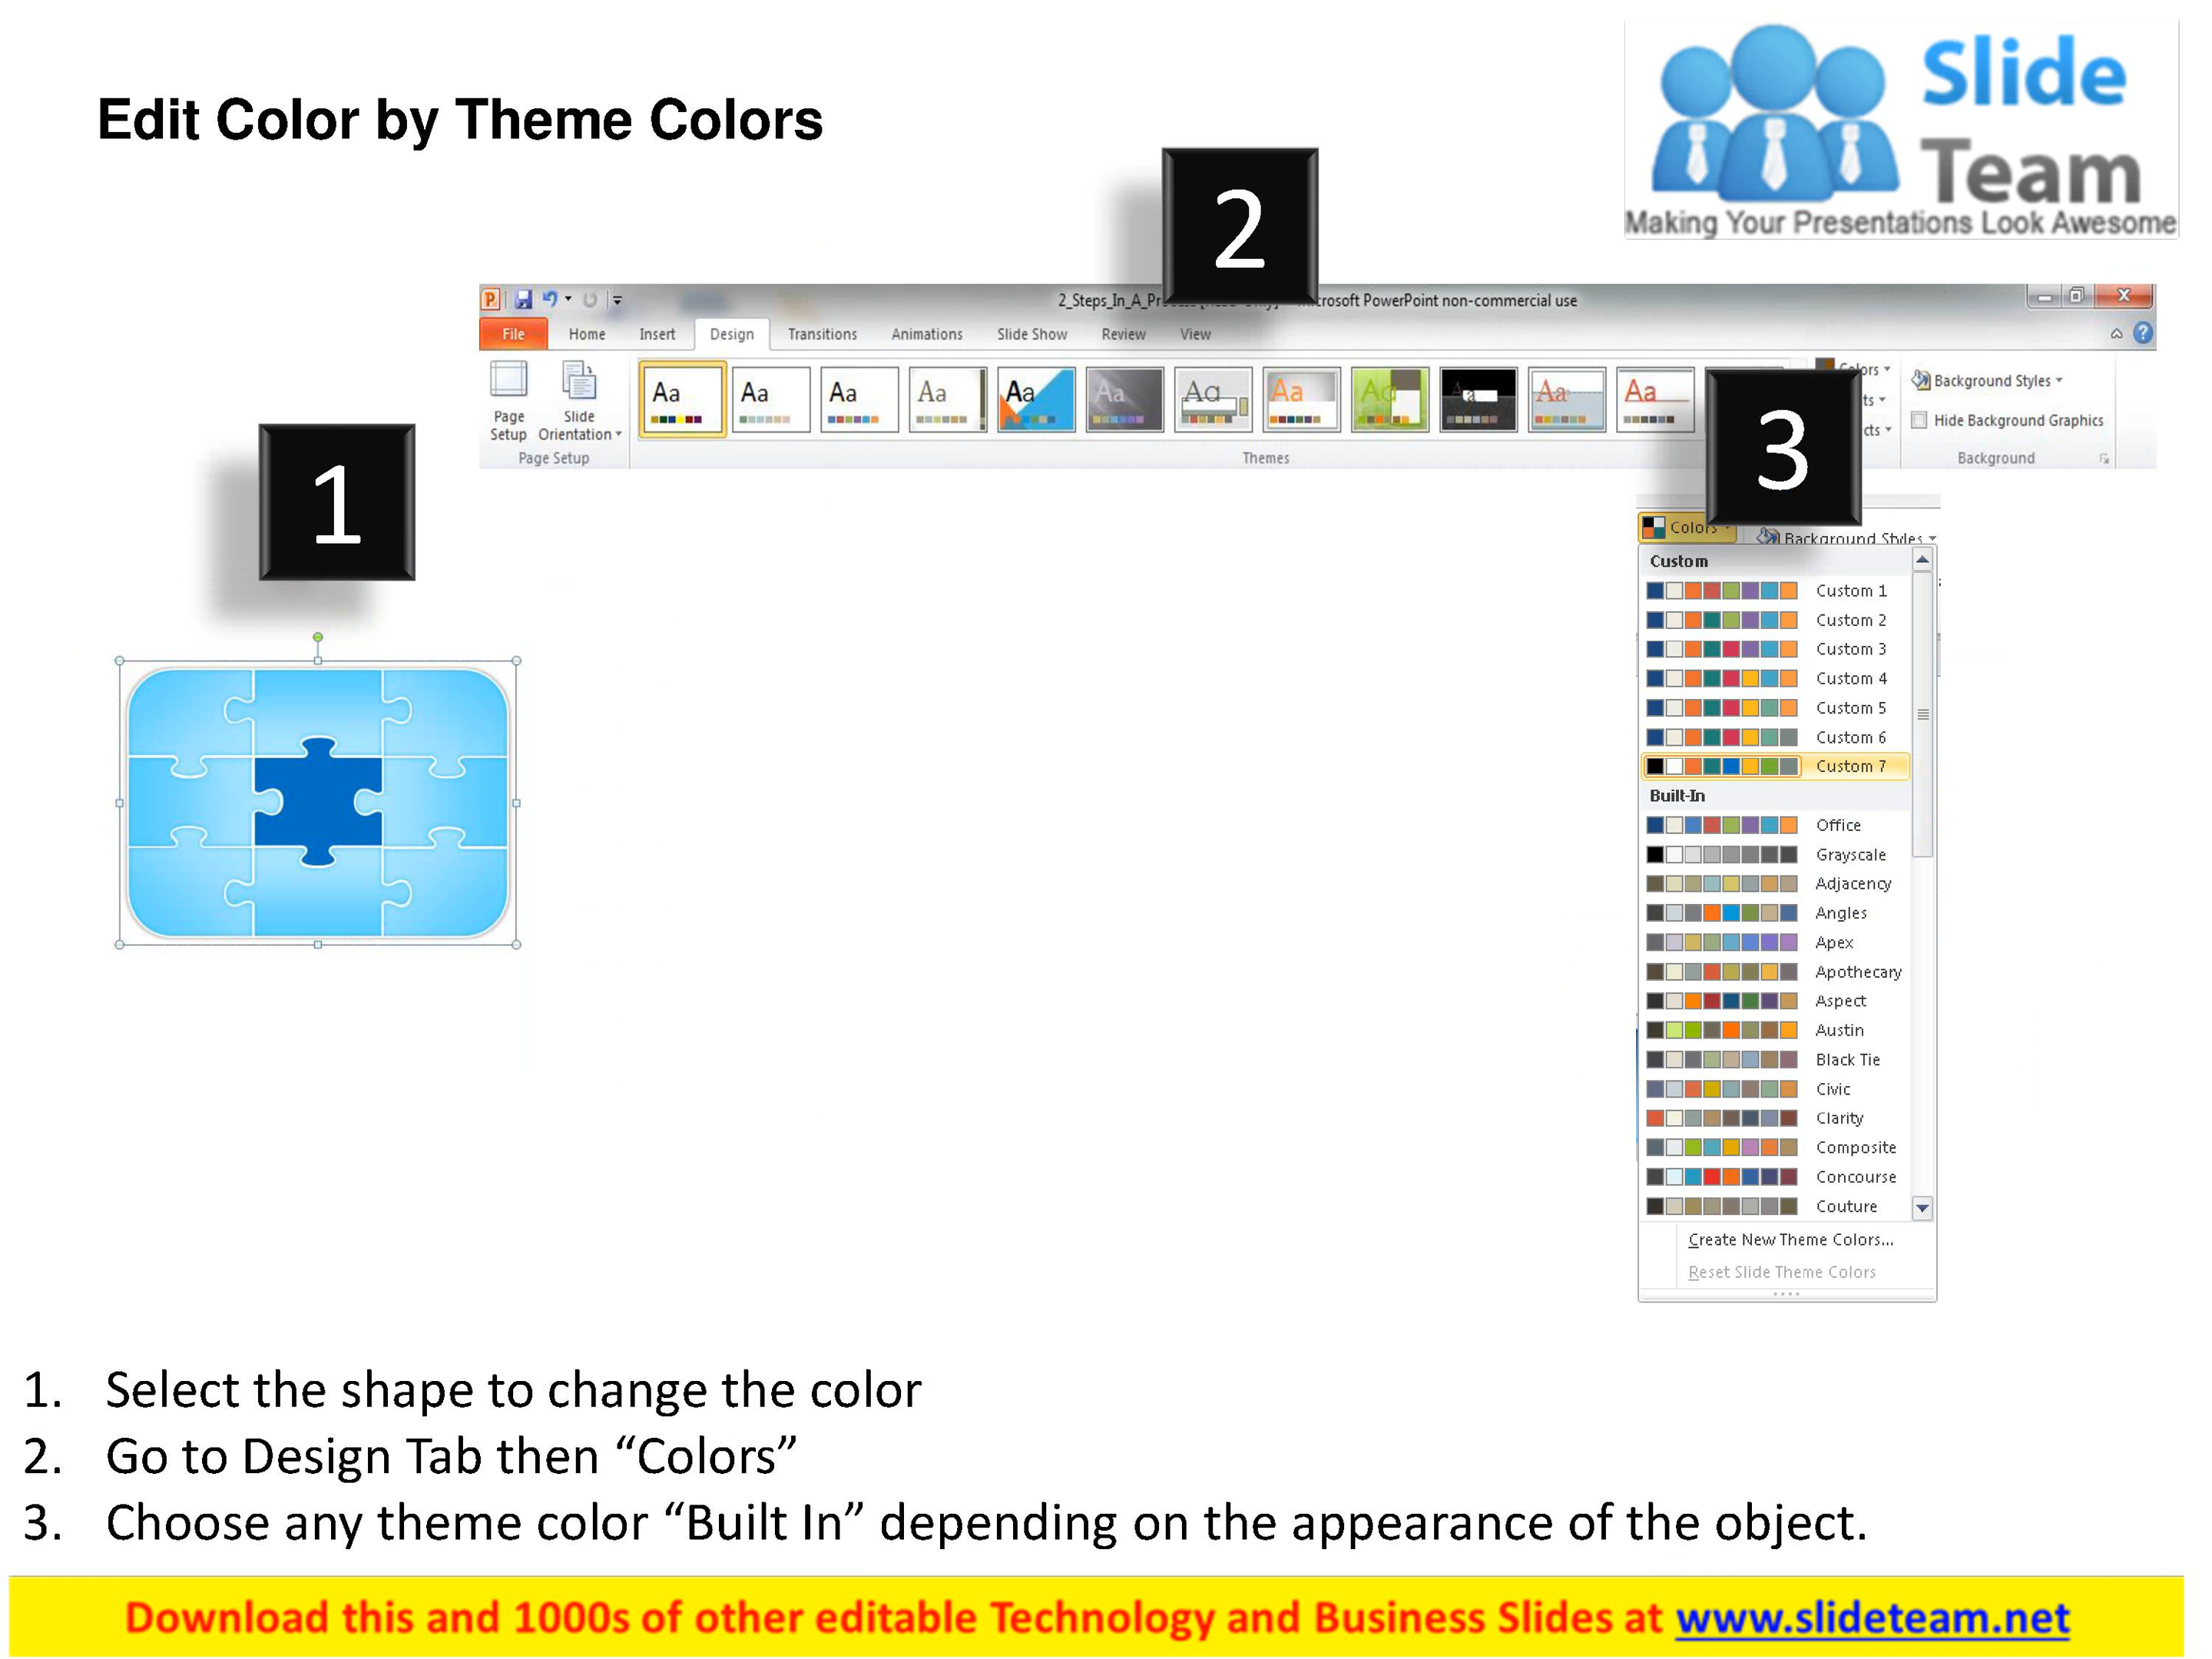 Edit Color by Theme Colors
Slide
Team
Making Your Presentations Look Awesome
2
2_Steps_In_A_Pr
crosoft PowerPoint non-commercial use
File Home Insert Design Transitions Animations Slide Show Review View
Aa Aa Aa Aa Aa Aa Aa Aa Aa Aa Aa Aa
Page Setup
Slide Orientation
Page Setup
Themes
Background Styles
Hide Background Graphics
Background
1
3
Colors
Background Styles
Custom
Custom 1
Custom 2
Custom 3
Custom 4
Custom 5
Custom 6
Custom 7
Built-In
Office
Grayscale
Adjacency
Angles
Apex
Apothecary
Aspect
Austin
Black Tie
Civic
Clarity
Composite
Concourse
Couture
Create New Theme Colors...
Reset Slide Theme Colors
1. Select the shape to change the color
2. Go to Design Tab then “Colors”
3. Choose any theme color “Built In” depending on the appearance of the object.
Download this and 1000s of other editable Technology and Business Slides at www.slideteam.net